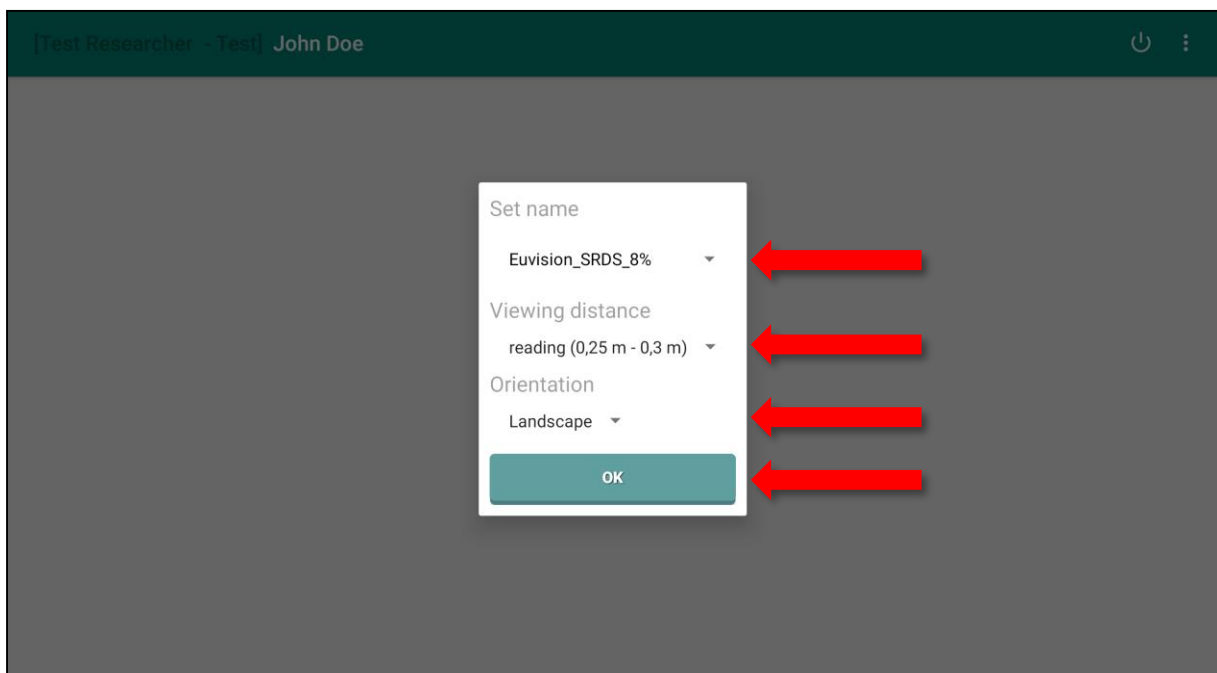 [Test Researcher - Test] John Doe
Set name
Euvision_SRDS_8%
Viewing distance
reading (0,25 m - 0,3 m)
Orientation
Landscape
OK